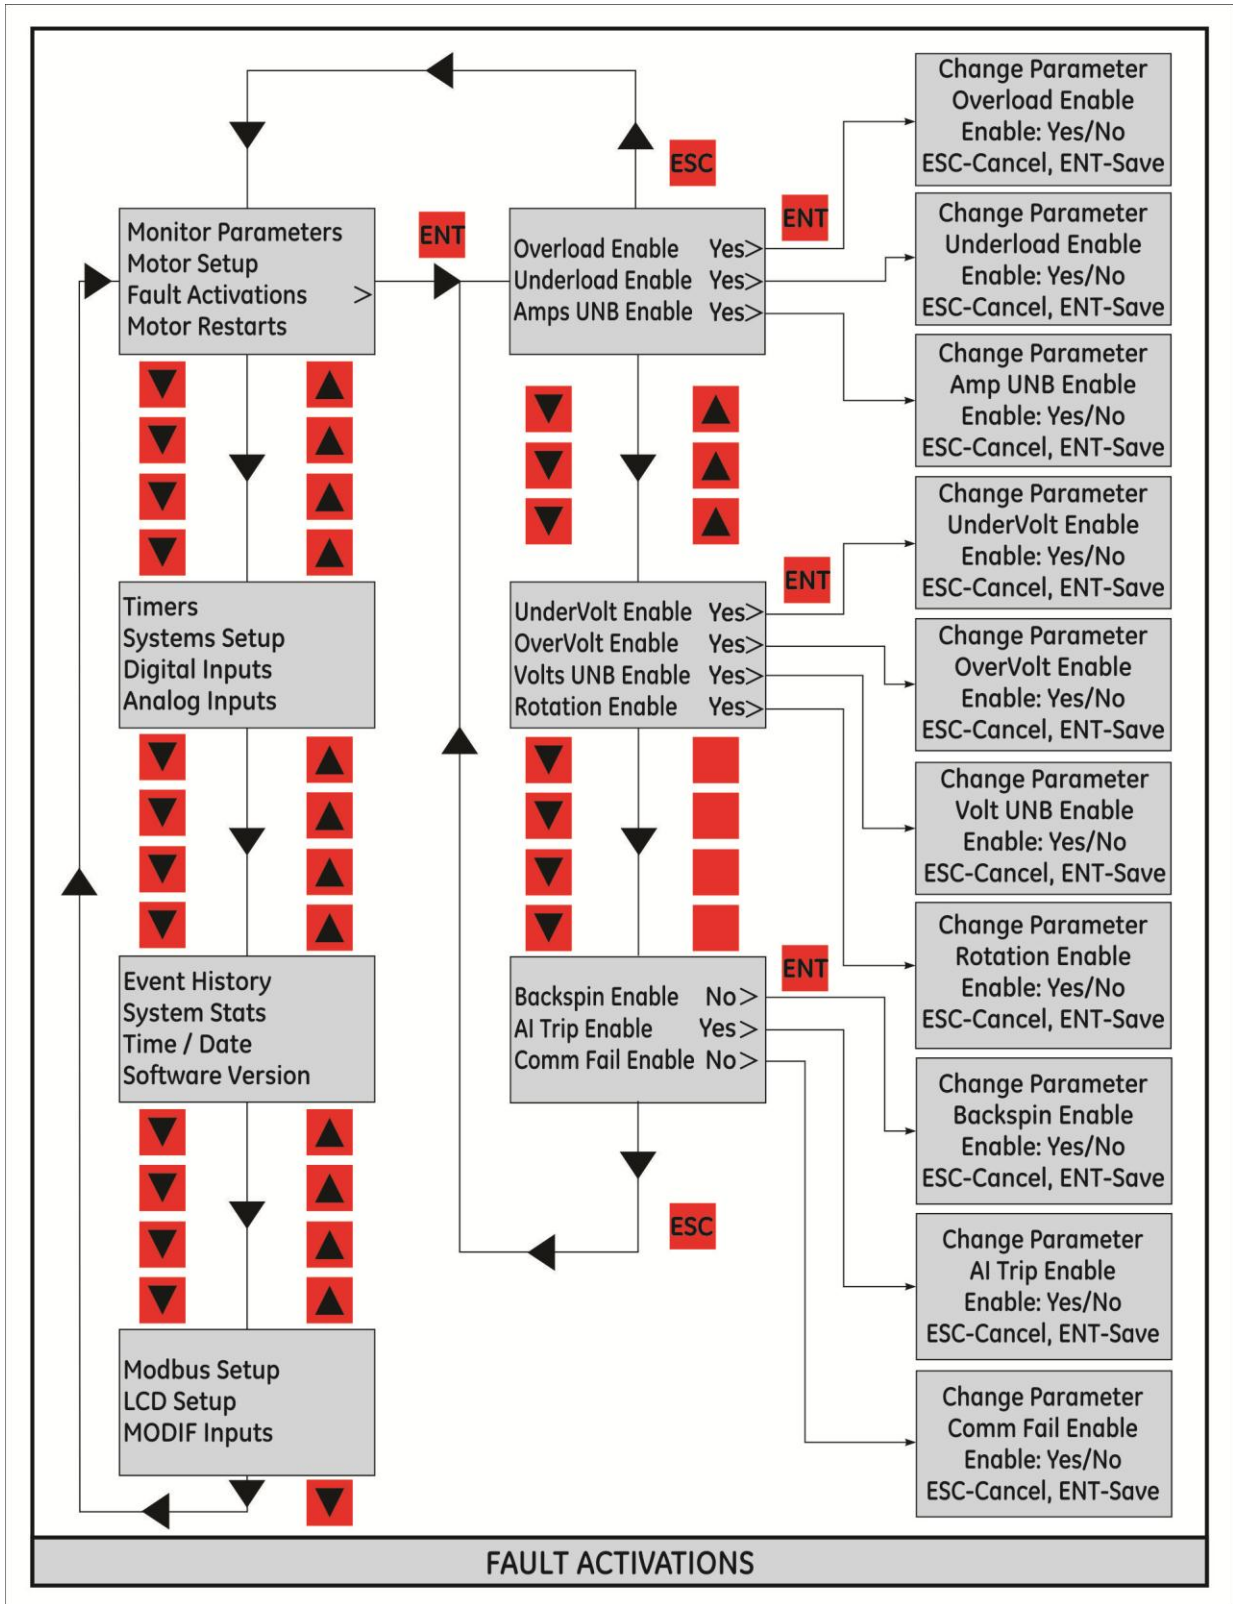 ESC
ENT
Monitor Parameters
Motor Setup
Fault Activations >
Motor Restarts
Timers
Systems Setup
Digital Inputs
Analog Inputs
Event History
System Stats
Time / Date
Software Version
Modbus Setup
LCD Setup
MODIF Inputs
Overload Enable Yes>
Underload Enable Yes>
Amps UNB Enable Yes>
ENT
UnderVolt Enable Yes>
OverVolt Enable Yes>
Volts UNB Enable Yes>
Rotation Enable Yes>
ENT
Backspin Enable No>
AI Trip Enable Yes>
Comm Fail Enable No>
ENT
ESC
Change Parameter
Overload Enable
Enable: Yes/No
ESC-Cancel, ENT-Save
Change Parameter
Underload Enable
Enable: Yes/No
ESC-Cancel, ENT-Save
Change Parameter
Amp UNB Enable
Enable: Yes/No
ESC-Cancel, ENT-Save
Change Parameter
UnderVolt Enable
Enable: Yes/No
ESC-Cancel, ENT-Save
Change Parameter
OverVolt Enable
Enable: Yes/No
ESC-Cancel, ENT-Save
Change Parameter
Volt UNB Enable
Enable: Yes/No
ESC-Cancel, ENT-Save
Change Parameter
Rotation Enable
Enable: Yes/No
ESC-Cancel, ENT-Save
Change Parameter
Backspin Enable
Enable: Yes/No
ESC-Cancel, ENT-Save
Change Parameter
AI Trip Enable
Enable: Yes/No
ESC-Cancel, ENT-Save
Change Parameter
Comm Fail Enable
Enable: Yes/No
ESC-Cancel, ENT-Save
FAULT ACTIVATIONS